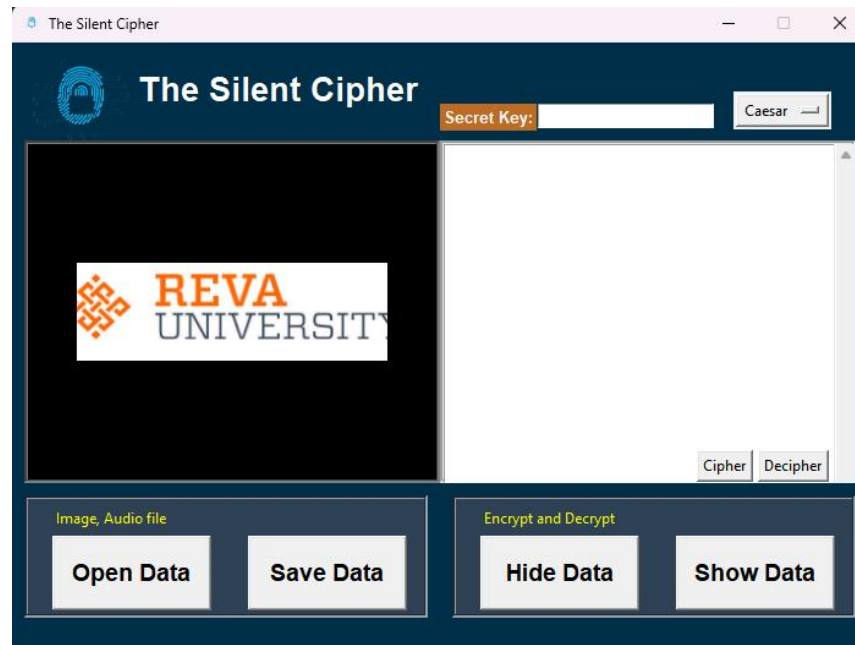 The Silent Cipher
The Silent Cipher
Secret Key:
Caesar
REVA
UNIVERSITY
Cipher Decipher
Image, Audio file
Encrypt and Decrypt
Open Data Save Data
Hide Data Show Data